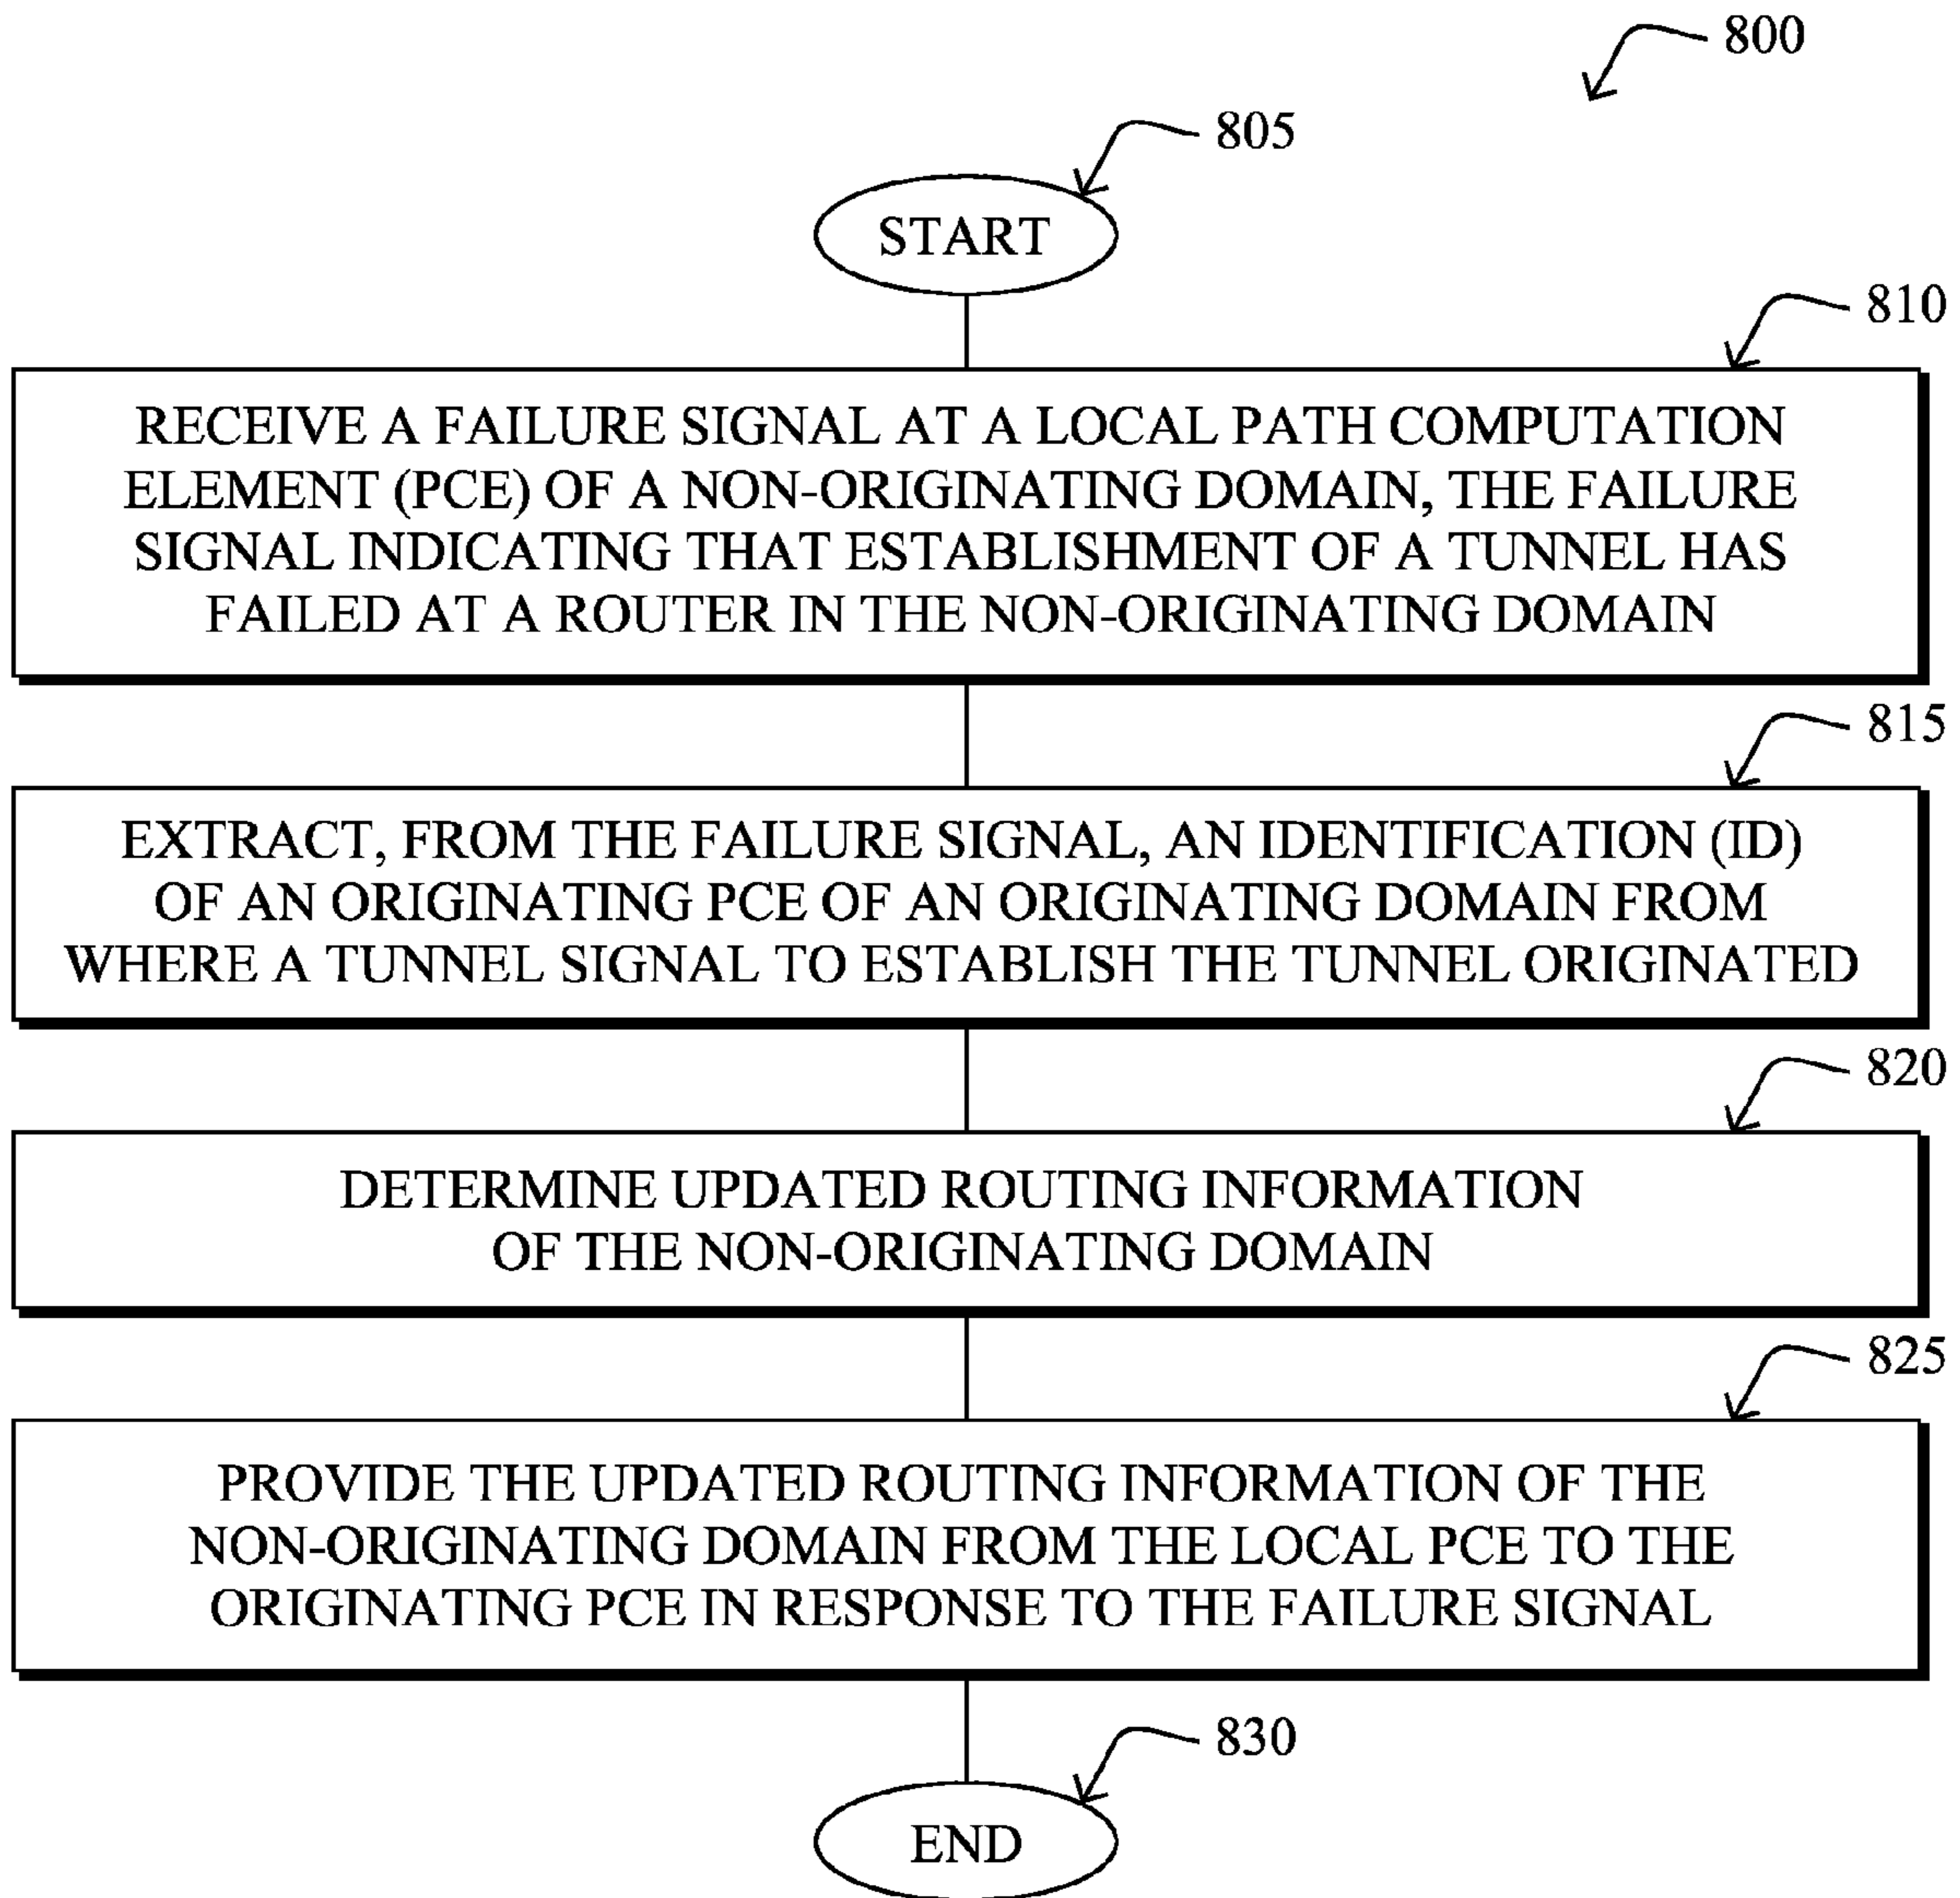 800
805
START
810
RECEIVE A FAILURE SIGNAL AT A LOCAL PATH COMPUTATION
ELEMENT (PCE) OF A NON-ORIGINATING DOMAIN, THE FAILURE
SIGNAL INDICATING THAT ESTABLISHMENT OF A TUNNEL HAS
FAILED AT A ROUTER IN THE NON-ORIGINATING DOMAIN
815
EXTRACT, FROM THE FAILURE SIGNAL, AN IDENTIFICATION (ID)
OF AN ORIGINATING PCE OF AN ORIGINATING DOMAIN FROM
WHERE A TUNNEL SIGNAL TO ESTABLISH THE TUNNEL ORIGINATED
820
DETERMINE UPDATED ROUTING INFORMATION
OF THE NON-ORIGINATING DOMAIN
825
PROVIDE THE UPDATED ROUTING INFORMATION OF THE
NON-ORIGINATING DOMAIN FROM THE LOCAL PCE TO THE
ORIGINATING PCE IN RESPONSE TO THE FAILURE SIGNAL
830
END